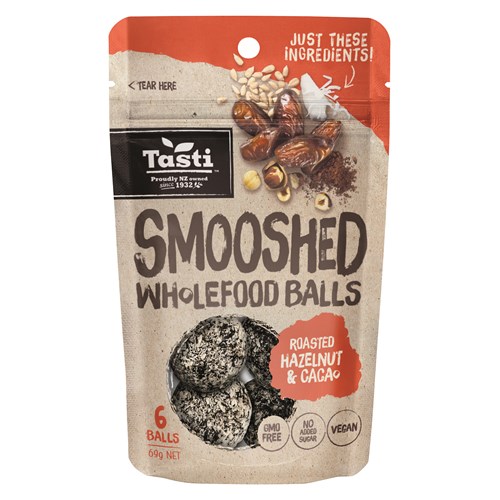 JUST THESE
INGREDIENTS!
< TEAR HERE
Tasti
Proudly NZ owned
since 1932
SMOOSHED
WHOLEFOOD BALLS
ROASTED
HAZELNUT
& CACAO
6
BALLS
69g NET
GMO
FREE
NO
ADDED
SUGAR
VEGAN